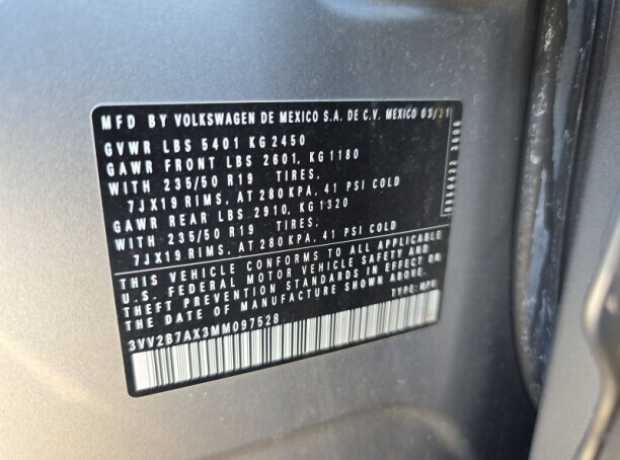 MFD BY VOLKSWAGEN DE MEXICO S.A. DE C.V. MEXICO 03/21
GVWR LBS 5401 KG 2450
GAWR FRONT LBS 2601, KG 1180
WITH 235/50 R19 TIRES.
7JX19 RIMS, AT 280 KPA, 41 PSI COLD
GAWR REAR LBS 2910, KG 1320
WITH 235/50 R19 TIRES.
7JX19 RIMS, AT 280 KPA, 41 PSI COLD
THIS VEHICLE CONFORMS TO ALL APPLICABLE
U.S. FEDERAL MOTOR VEHICLE SAFETY AND
THEFT PREVENTION STANDARDS IN EFFECT ON
THE DATE OF MANUFACTURE SHOWN ABOVE.
TYPE: MPV
3VV2B7AX3MM097528